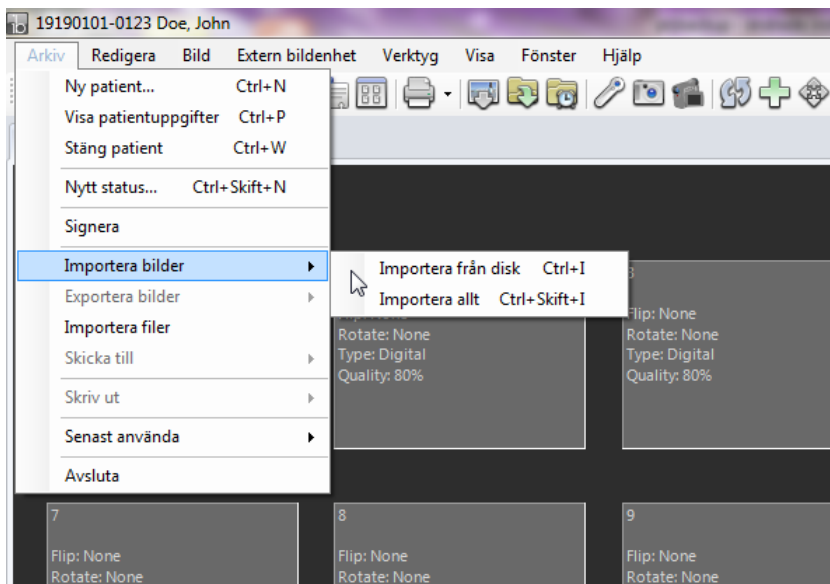 19190101-0123 Doe, John
Arkiv Redigera Bild Extern bildenhet Verktyg Visa Fönster Hjälp
Ny patient... Ctrl+N
Visa patientuppgifter Ctrl+P
Stäng patient Ctrl+W
Nytt status... Ctrl+Skift+N
Signera
Importera bilder
Importera från disk Ctrl+I
Importera allt Ctrl+Skift+I
Exportera bilder
Importera filer
Skicka till
Skriv ut
Senast använda
Avsluta
Rotate: None
Type: Digital
Quality: 80%
Flip: None
Rotate: None
Type: Digital
Quality: 80%
7
Flip: None
Rotate: None
8
Flip: None
Rotate: None
9
Flip: None
Rotate: None